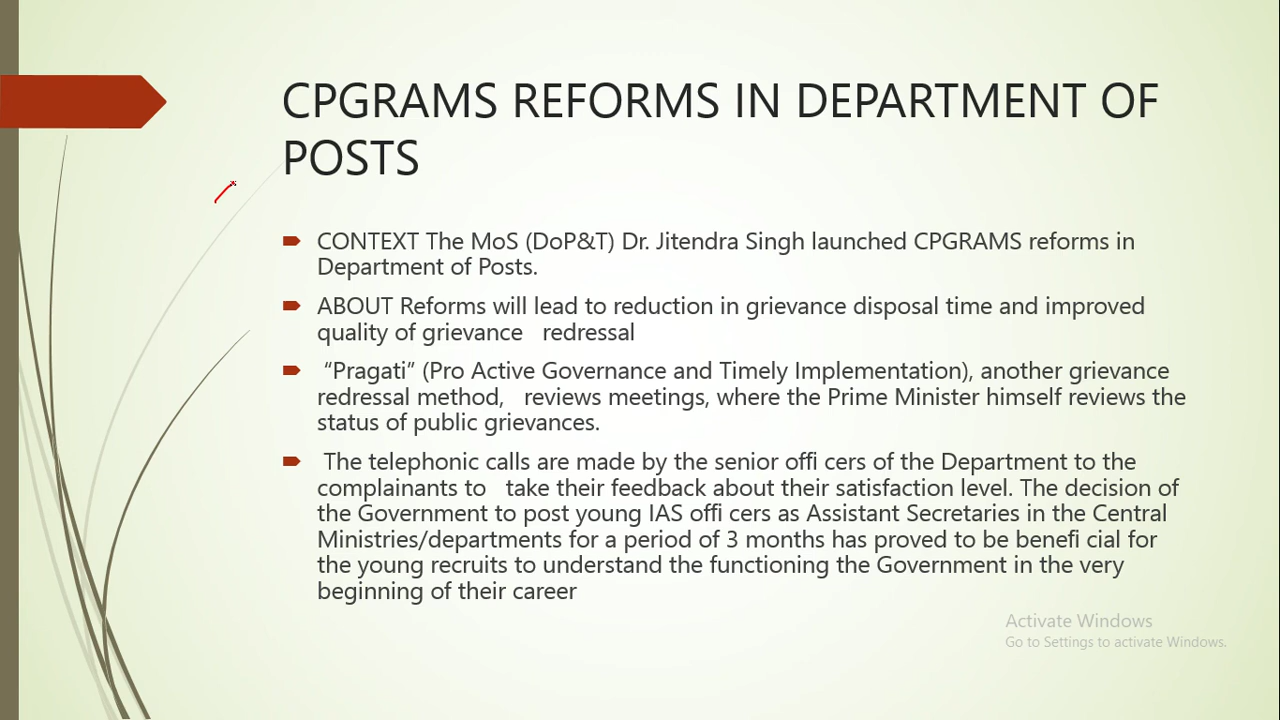 CPGRAMS REFORMS IN DEPARTMENT OF
POSTS
CONTEXT The MoS (DoP&T) Dr. Jitendra Singh launched CPGRAMS reforms in
Department of Posts.
ABOUT Reforms will lead to reduction in grievance disposal time and improved
quality of grievance   redressal
“Pragati” (Pro Active Governance and Timely Implementation), another grievance
redressal method,   reviews meetings, where the Prime Minister himself reviews the
status of public grievances.
The telephonic calls are made by the senior offi cers of the Department to the
complainants to   take their feedback about their satisfaction level. The decision of
the Government to post young IAS offi cers as Assistant Secretaries in the Central
Ministries/departments for a period of 3 months has proved to be benefi cial for
the young recruits to understand the functioning the Government in the very
beginning of their career
Activate Windows
Go to Settings to activate Windows.